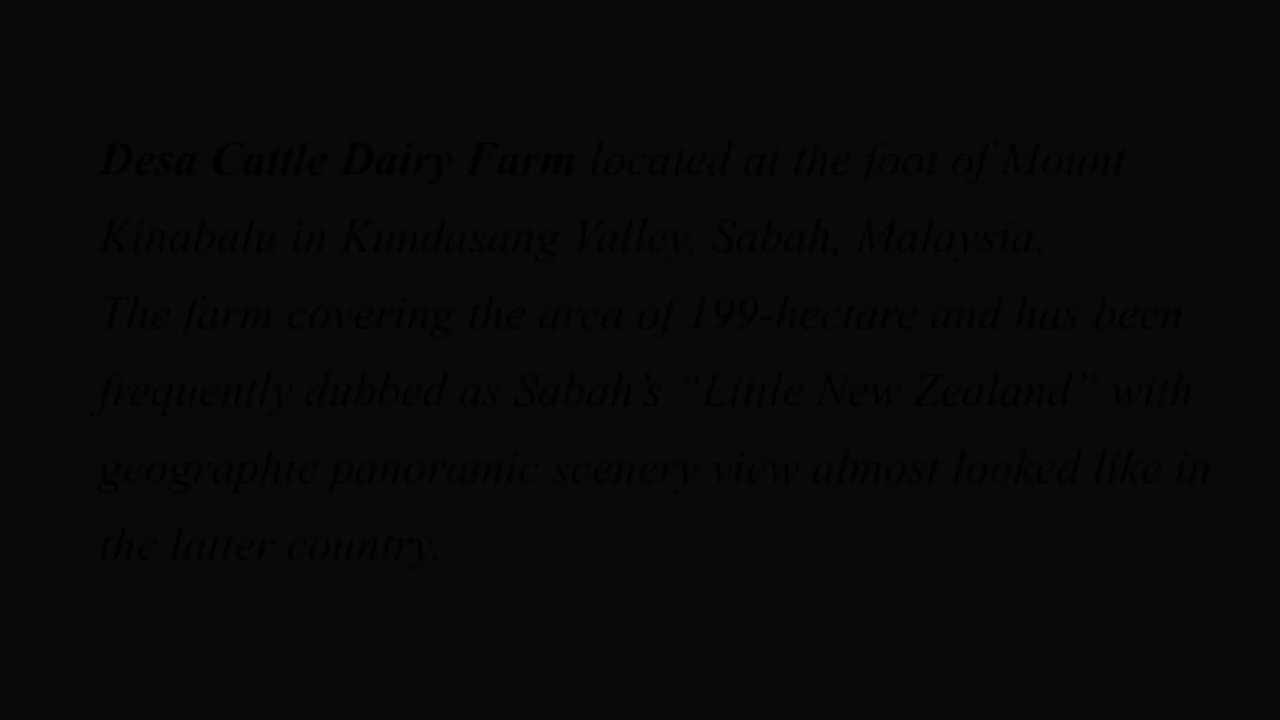 Desa Cattle Dairy Farm located at the foot of Mount
Kinabalu in Kundasang Valley, Sabah, Malaysia.
The farm covering the area of 199-hectare and has been
frequently dubbed as Sabah’s “Little New Zealand” with
geographic panoramic scenery view almost looked like in
the latter country.